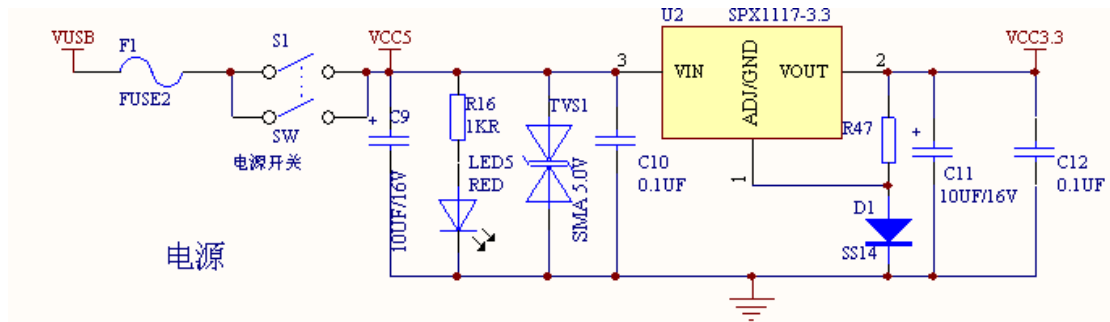 U2 SPX1117-3.3
VUSB F1 S1 VCC5 VCC3.3
3 VIN ADJ/GND VOUT 2
FUSE2
SW
电源开关
+ C9
10UF/16V
R16
1KR
LED5
RED
TVS1
SMA 5.0V
C10
0.1UF
1
R47
+
C11
10UF/16V
C12
0.1UF
D1
SS14
电源